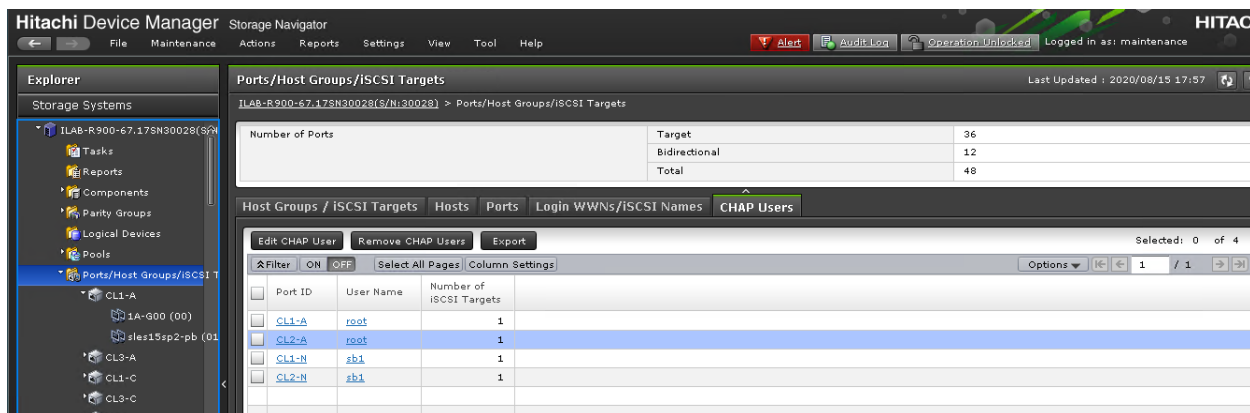 Hitachi Device Manager Storage Navigator
HITAC
File Maintenance Actions Reports Settings View Tool Help
Alert Audit Log Operation Unlocked Logged in as: maintenance
Explorer
Storage Systems
ILAB-R900-67.17SN30028(S/N
Tasks
Reports
Components
Parity Groups
Logical Devices
Pools
Ports/Host Groups/iSCSI T
CL1-A
1A-G00 (00)
sles15sp2-pb (01
CL3-A
CL1-C
CL3-C
Ports/Host Groups/iSCSI Targets
Last Updated : 2020/08/15 17:57
ILAB-R900-67.17SN30028(S/N:30028) > Ports/Host Groups/iSCSI Targets
Number of Ports
Target 36
Bidirectional 12
Total 48
Host Groups / iSCSI Targets Hosts Ports Login WWNs/iSCSI Names CHAP Users
Edit CHAP User Remove CHAP Users Export
Selected: 0 of 4
Filter ON OFF Select All Pages Column Settings
Options 1 / 1
Port ID User Name Number of
iSCSI Targets
CL1-A root 1
CL2-A root 1
CL1-N sb1 1
CL2-N sb1 1